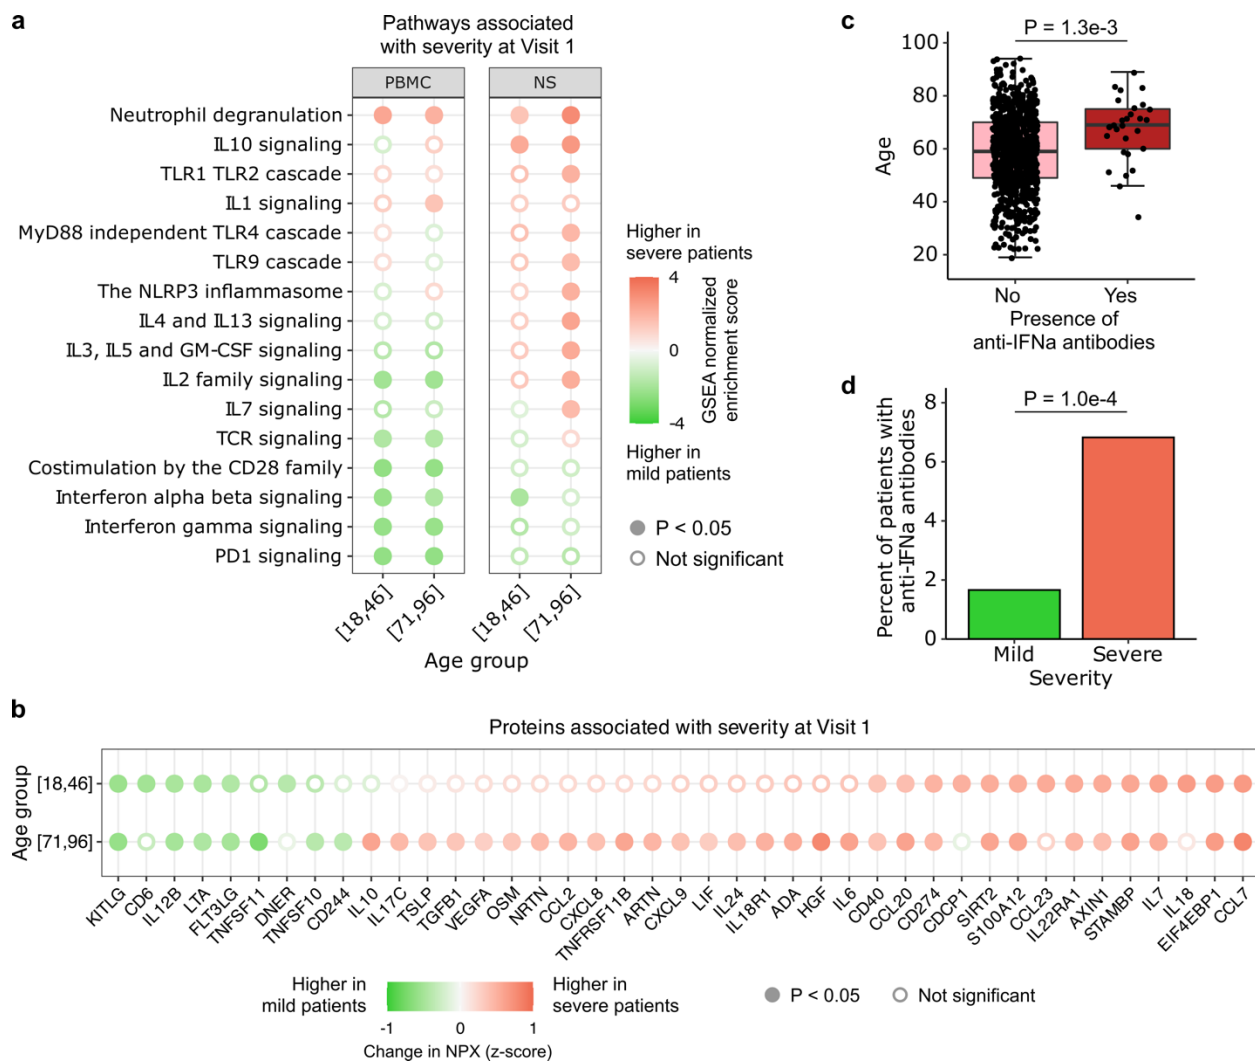 a
Pathways associated
with severity at Visit 1
PBMC
NS
Neutrophil degranulation
IL10 signaling
TLR1 TLR2 cascade
IL1 signaling
MyD88 independent TLR4 cascade
TLR9 cascade
The NLRP3 inflammasome
IL4 and IL13 signaling
IL3, IL5 and GM-CSF signaling
IL2 family signaling
IL7 signaling
TCR signaling
Costimulation by the CD28 family
Interferon alpha beta signaling
Interferon gamma signaling
PD1 signaling
[18,46]
[71,96]
[18,46]
[71,96]
Age group
Higher in
severe patients
4
0
-4
GSEA normalized
enrichment score
Higher in
mild patients
P < 0.05
Not significant
c
P = 1.3e-3
100
80
60
40
20
Age
No
Yes
Presence of
anti-IFNa antibodies
d
P = 1.0e-4
8
6
4
2
0
Percent of patients with
anti-IFNa antibodies
Mild
Severe
Severity
b
Proteins associated with severity at Visit 1
Age group
[18,46]
[71,96]
KITLG
CD6
IL12B
LTA
FLT3LG
TNFSF11
DNER
TNFSF10
CD244
IL10
IL17C
TSLP
TGFB1
VEGFA
OSM
NRTN
CCL2
CXCL8
TNFRSF11B
ARTN
CXCL9
LIF
IL24
IL18R1
ADA
HGF
IL6
CD40
CCL20
CD274
CDCP1
SIRT2
S100A12
CCL23
IL22RA1
AXIN1
STAMBP
IL7
IL18
EIF4EBP1
CCL7
Higher in
mild patients
-1
0
1
Higher in
severe patients
Change in NPX (z-score)
P < 0.05
Not significant